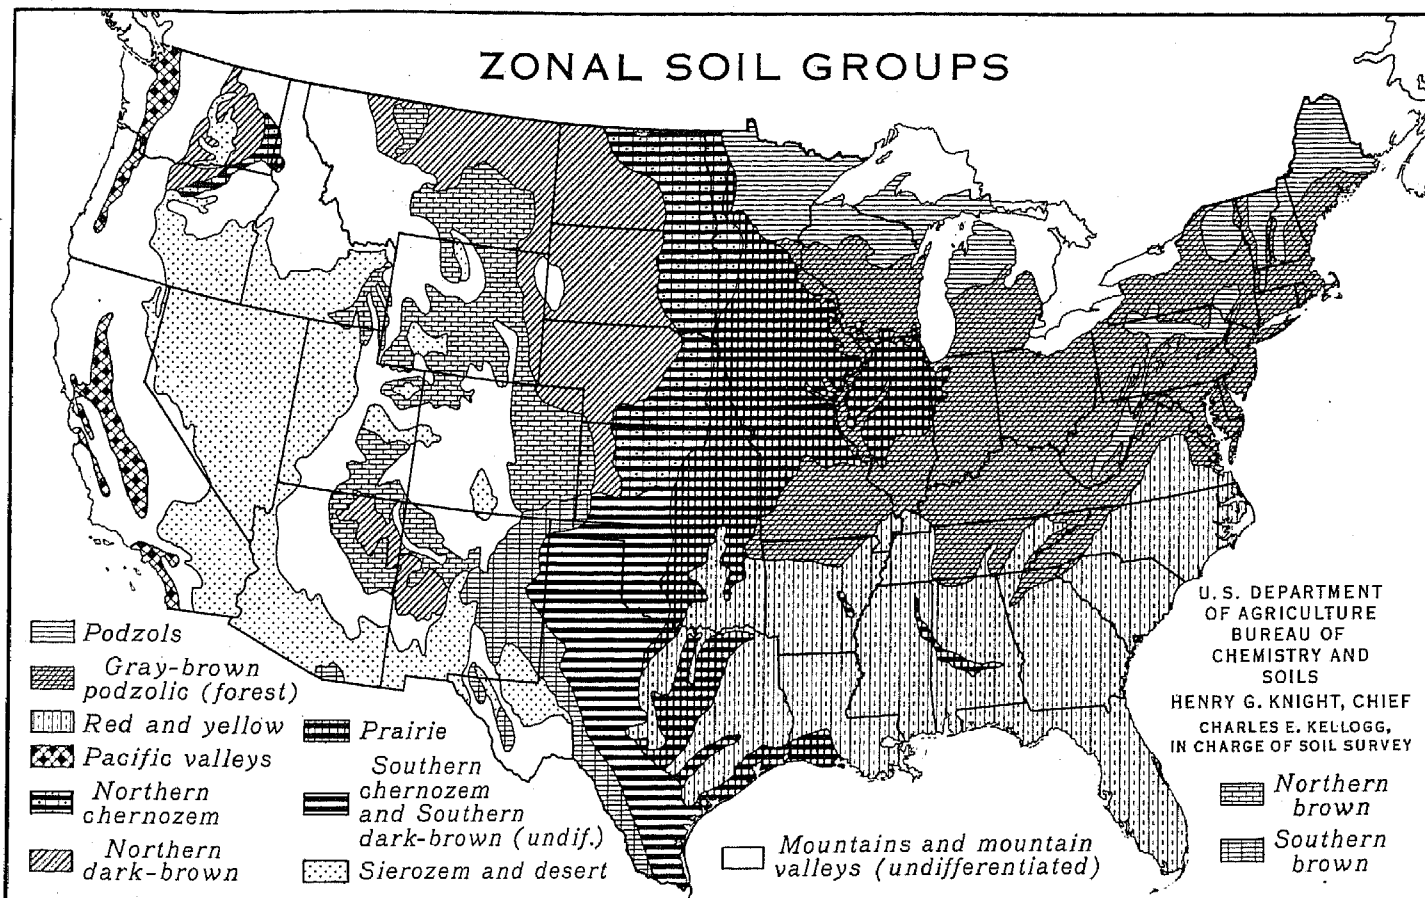 ZONAL SOIL GROUPS
U.S. DEPARTMENT
OF AGRICULTURE
BUREAU OF
CHEMISTRY AND
SOILS
HENRY G. KNIGHT, CHIEF
CHARLES E. KELLOGG,
IN CHARGE OF SOIL SURVEY
Podzols
Gray-brown
podzolic (forest)
Red and yellow
Pacific valleys
Northern
chernozem
Northern
dark-brown
Prairie
Southern
chernozem
and Southern
dark-brown (undif.)
Sierozem and desert
Mountains and mountain
valleys (undifferentiated)
Northern
brown
Southern
brown